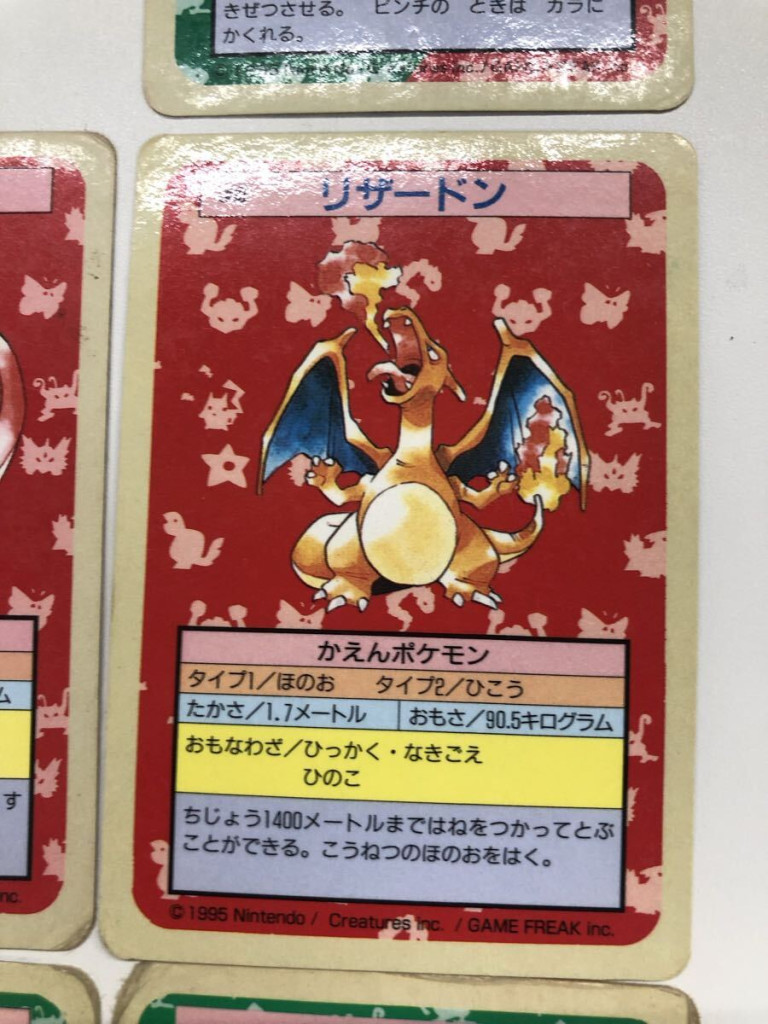 きぜつさせる。 ピンチの ときは カラに
かくれる。
リザードン
かえんポケモン
タイプ1/ほのお タイプ2/ひこう
たかさ/1.7メートル おもさ/90.5キログラム
おもなわざ/ひっかく・なきごえ
ひのこ
ちじょう1400メートルまではねをつかってとぶ
ことができる。こうねつのほのおをはく。
©1995 Nintendo / Creatures inc. / GAME FREAK inc.
ム
す
nc.